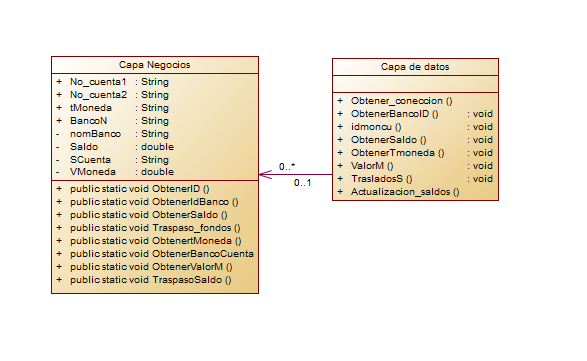 Capa Negocios
+ No_cuenta1 : String
+ No_cuenta2 : String
+ tMoneda : String
+ BancoN : String
- nomBanco : String
- Saldo : double
- SCuenta : String
- VMoneda : double
+ public static void ObtenerID ()
+ public static void ObtenerIdBanco ()
+ public static void ObtenerSaldo ()
+ public static void Traspaso_fondos ()
+ public static void ObtenertMoneda ()
+ public static void ObtenerBancoCuenta
+ public static void ObtenerValorM ()
+ public static void TraspasoSaldo ()
0..*
0..1
Capa de datos
+ Obtener_coneccion ()
+ ObtenerBancoID () : void
+ idmoncu () : void
+ ObtenerSaldo () : void
+ ObtenerTmoneda () : void
+ ValorM () : void
+ TrasladosS () : void
+ Actualizacion_saldos ()